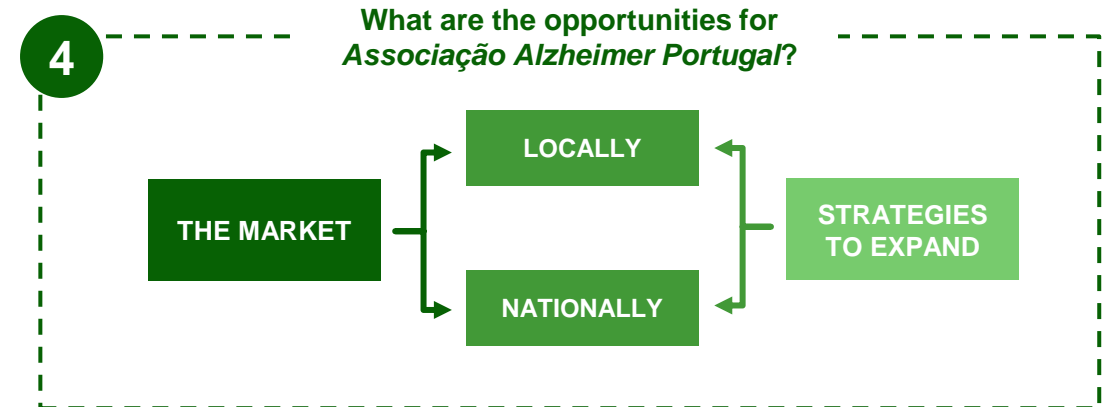 What are the opportunities for
Associação Alzheimer Portugal?
4
LOCALLY
THE MARKET
STRATEGIES
TO EXPAND
NATIONALLY